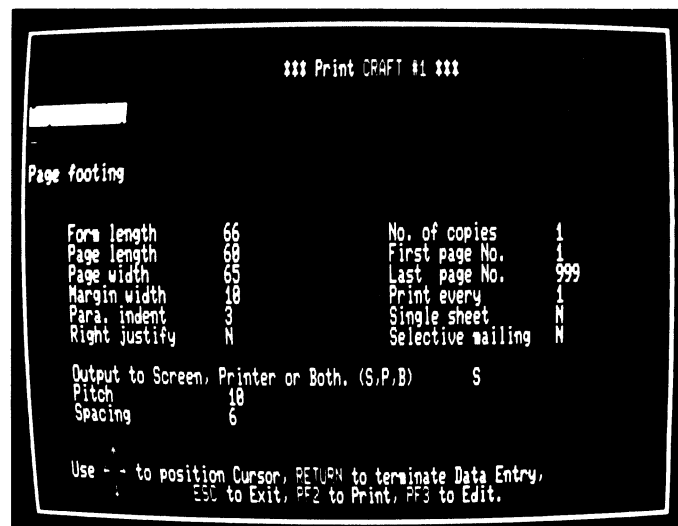 *** Print CRAFT #1 ***
Page footing
Form length 66 No. of copies 1
Page length 60 First page No. 1
Page width 65 Last page No. 999
Margin width 10 Print every 1
Para. indent 3 Single sheet N
Right justify N Selective mailing N
Output to Screen, Printer or Both. (S,P,B) S
Pitch 10
Spacing 6
Use - - to position Cursor, RETURN to terminate Data Entry,
ESC to Exit, PF2 to Print, PF3 to Edit.